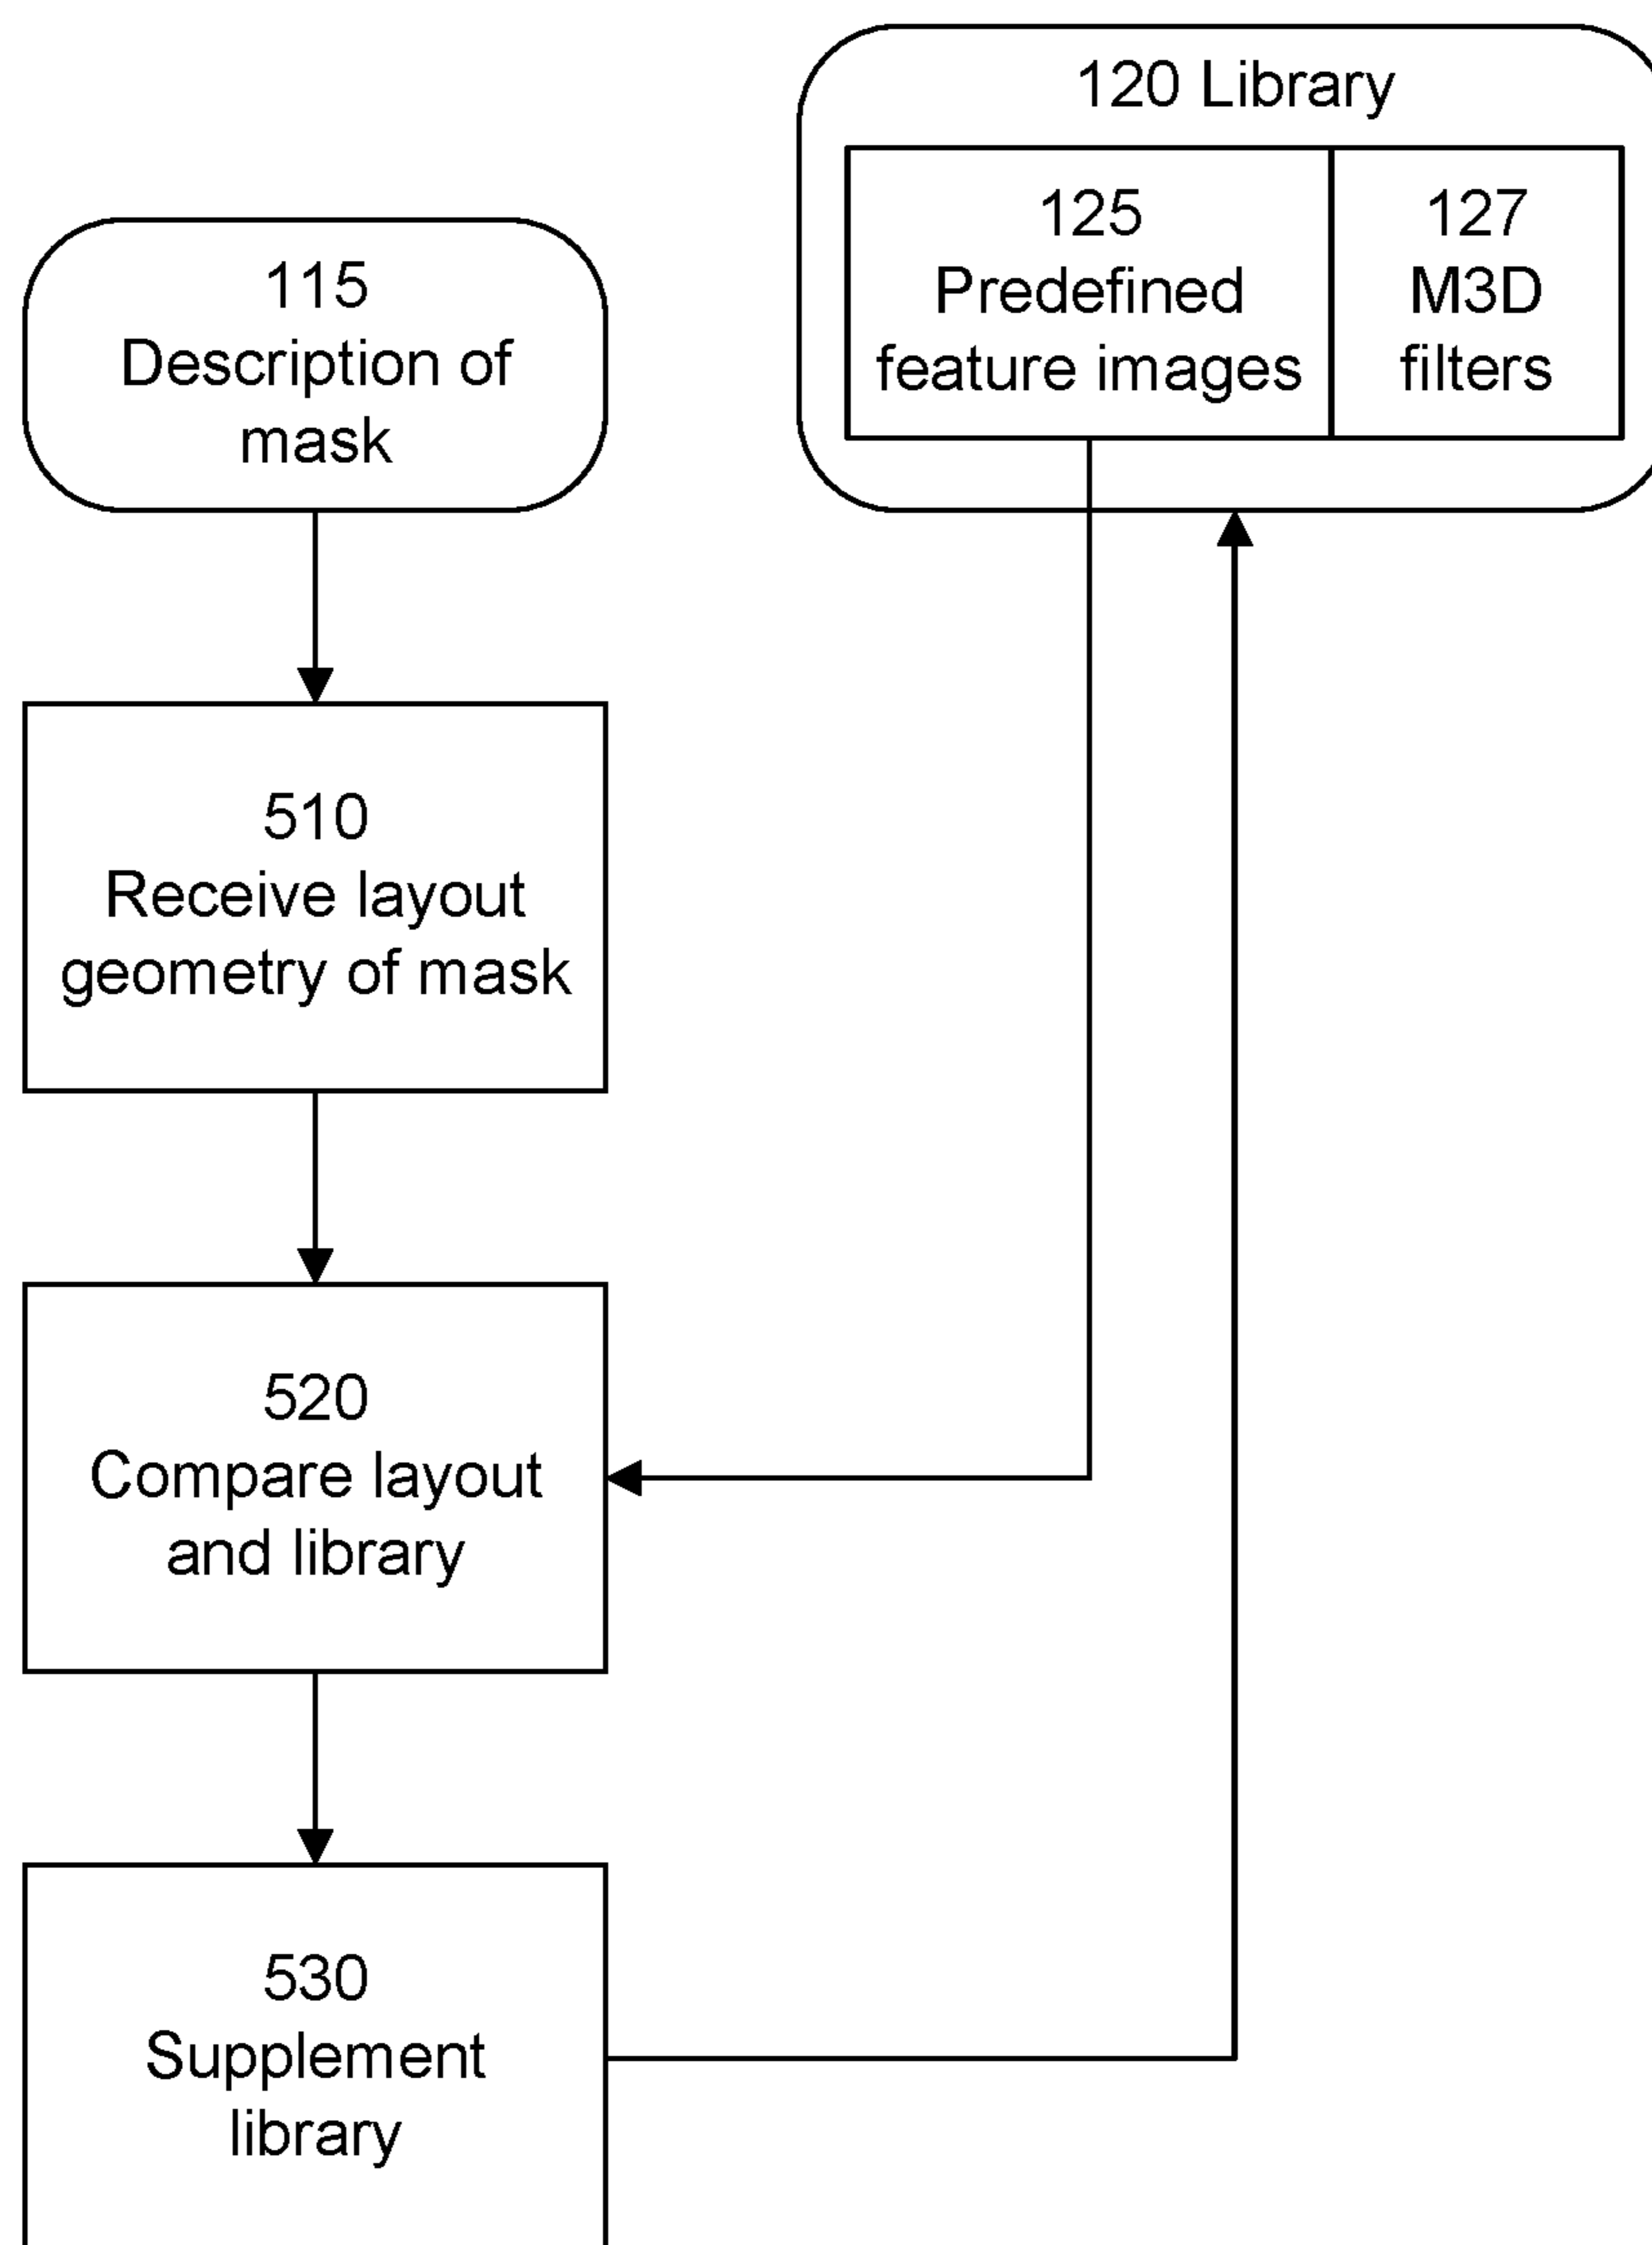 120 Library
125
Predefined
feature images
127
M3D
filters
115
Description of
mask
510
Receive layout
geometry of mask
520
Compare layout
and library
530
Supplement
library